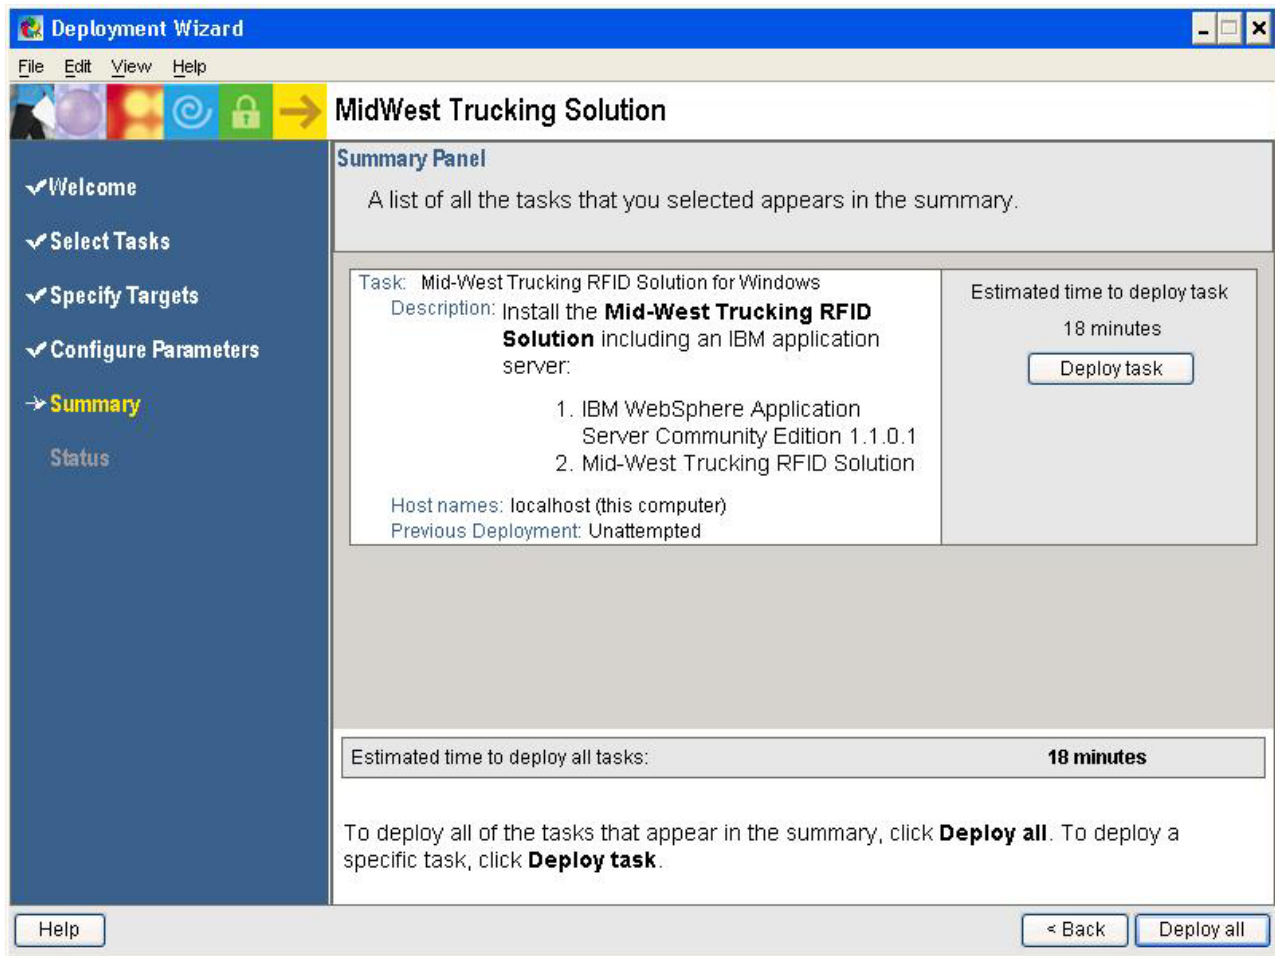 Deployment Wizard
File Edit View Help
MidWest Trucking Solution
Welcome
Select Tasks
Specify Targets
Configure Parameters
Summary
Status
Summary Panel
A list of all the tasks that you selected appears in the summary.
Task: Mid-West Trucking RFID Solution for Windows
Description: Install the Mid-West Trucking RFID
Solution including an IBM application
server:
1. IBM WebSphere Application
Server Community Edition 1.1.0.1
2. Mid-West Trucking RFID Solution
Host names: localhost (this computer)
Previous Deployment: Unattempted
Estimated time to deploy task
18 minutes
Deploy task
Estimated time to deploy all tasks: 18 minutes
To deploy all of the tasks that appear in the summary, click Deploy all. To deploy a
specific task, click Deploy task.
Help < Back Deploy all